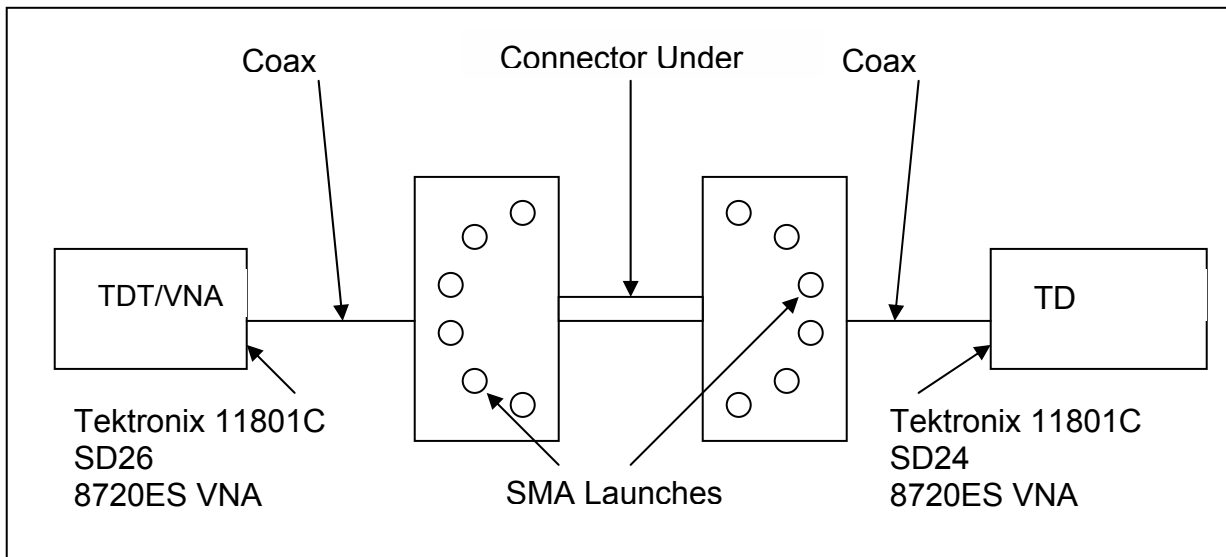 Coax
Connector Under
Coax
TDT/VNA
TD
Tektronix 11801C
SD26
8720ES VNA
SMA Launches
Tektronix 11801C
SD24
8720ES VNA